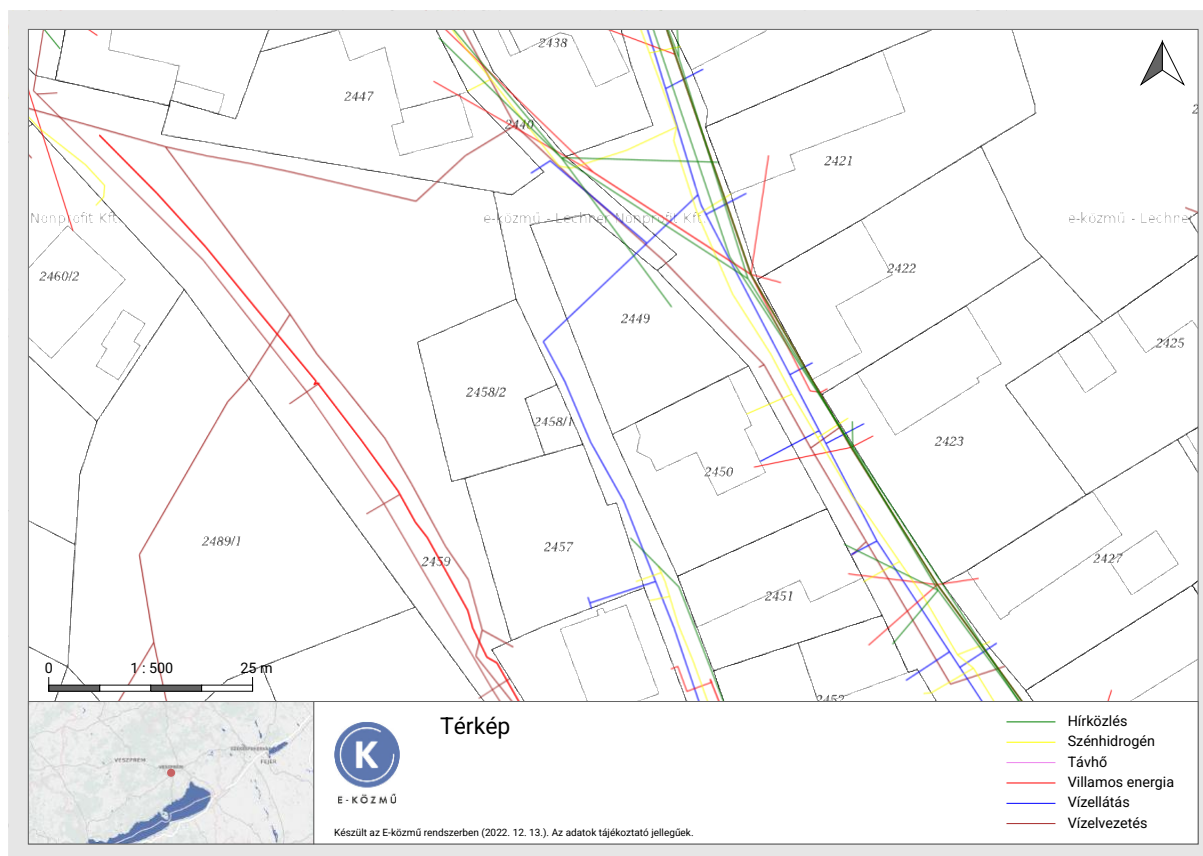 2438
2447
2440
2421
Nonprofit Kft
e-közmű - Lechner Nonprofit Kft
e-közmű - Lechner
2460/2
2422
2449
2425
2458/2
2458/1
2423
2450
2489/1
2457
2459
2427
2451
0 1 : 500 25 m
Térkép
K
E-KÖZMŰ
Hírközlés
Szénhidrogén
Távhő
Villamos energia
Vízellátás
Vízelvezetés
VESZPRÉM
FEJÉR
Készült az E-közmű rendszerben (2022. 12. 13.). Az adatok tájékoztató jellegűek.